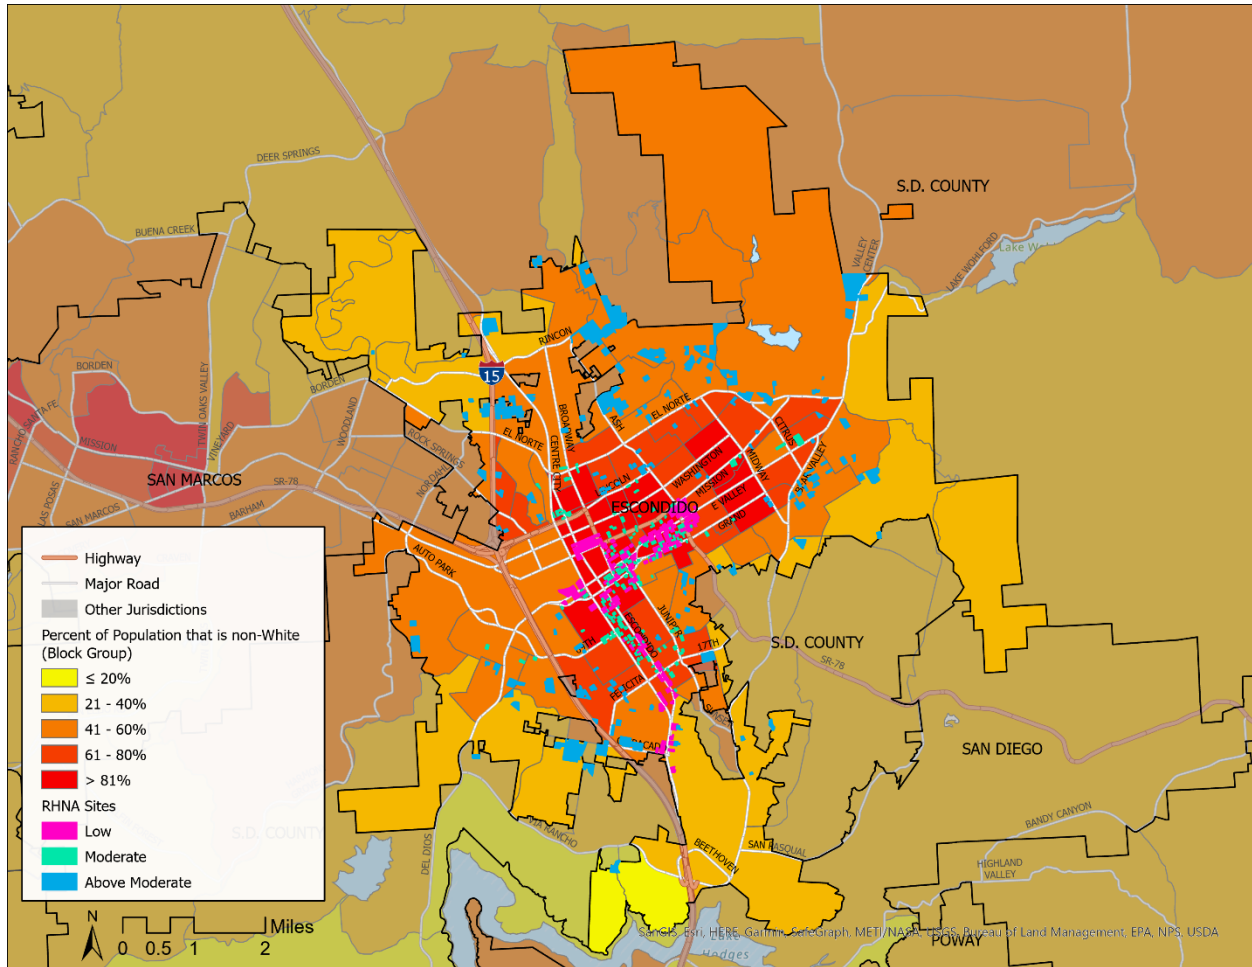 DEER SPRINGS
S.D. COUNTY
BUENA CREEK
VALLEY
CENTER
LAKE WOHLFORD
RINCON
15
BORDEN
BORDEN
TWIN OAKS VALLEY
VINEYARD
WOODLAND
RANCHO SANTA FE
MISSION
SAN MARCOS
SR-78
ROCK SPRINGS
NORDAHL
BARHAM
SAN MARCOS
LAS POSAS
EL NORTE
BROADWAY
CENTRE CITY
ASH
EL NORTE
CITRUS
MIDWAY
BEAR VALLEY
WASHINGTON
MISSION
E VALLEY
GRAND
ESCONDIDO
AUTO PARK
JUNIPER
ESCONDIDO
17TH
FELICITA
S.D. COUNTY
SR-78
SAN DIEGO
BANDY CANYON
HIGHLAND
VALLEY
SAN PASQUAL
BEETHOVEN
VIA RANCHO
DEL DIOS
S.D. COUNTY
POWAY
Lake
Hodges
Highway
Major Road
Other Jurisdictions
Percent of Population that is non-White
(Block Group)
≤ 20%
21 - 40%
41 - 60%
61 - 80%
> 81%
RHNA Sites
Low
Moderate
Above Moderate
N
0 0.5 1 2 Miles
SanGIS, Esri, HERE, Garmin, SafeGraph, METI/NASA, USGS, Bureau of Land Management, EPA, NPS, USDA